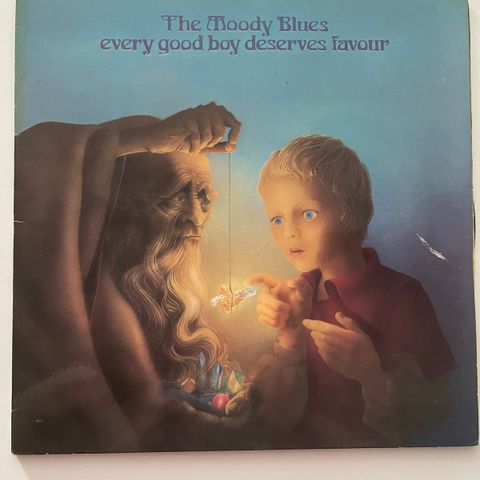 The Moody Blues
every good boy deserves favour